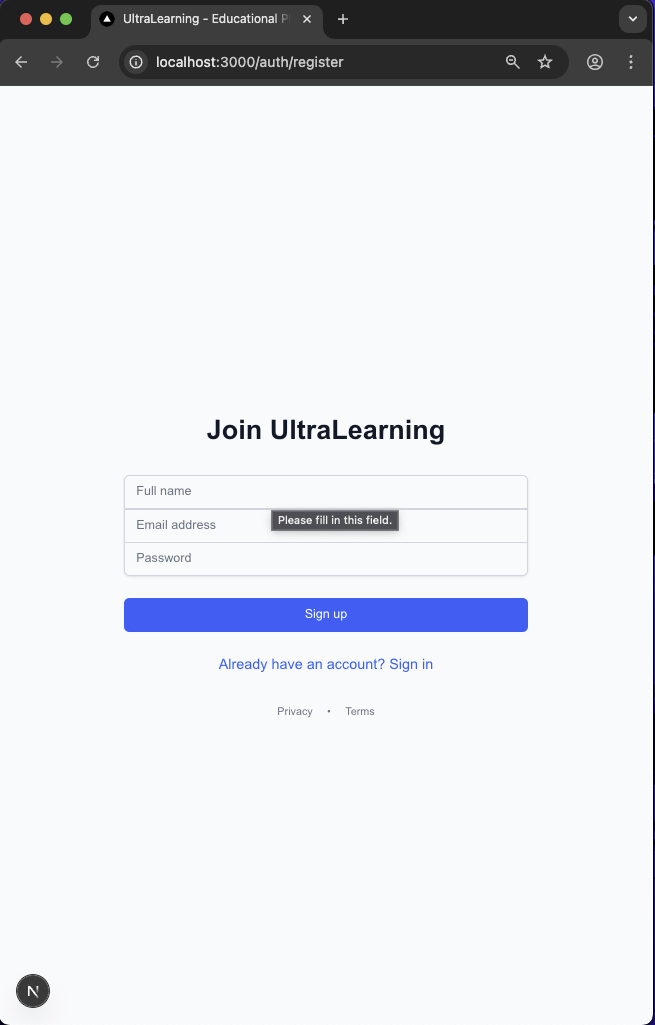 UltraLearning - Educational P
localhost:3000/auth/register
Join UltraLearning
Full name
Please fill in this field.
Email address
Password
Sign up
Already have an account? Sign in
Privacy • Terms
N